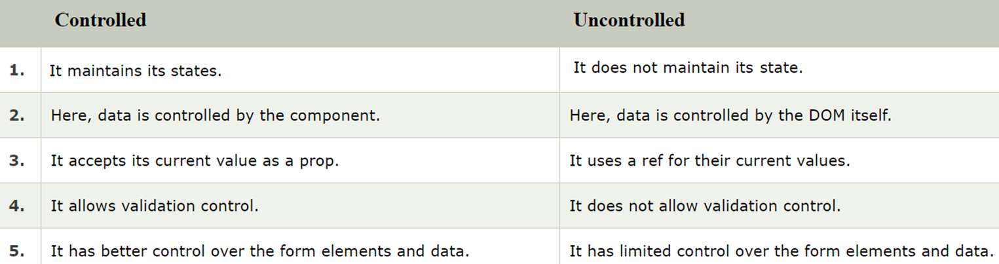 Controlled Uncontrolled
1. It maintains its states. It does not maintain its state.
2. Here, data is controlled by the component. Here, data is controlled by the DOM itself.
3. It accepts its current value as a prop. It uses a ref for their current values.
4. It allows validation control. It does not allow validation control.
5. It has better control over the form elements and data. It has limited control over the form elements and data.